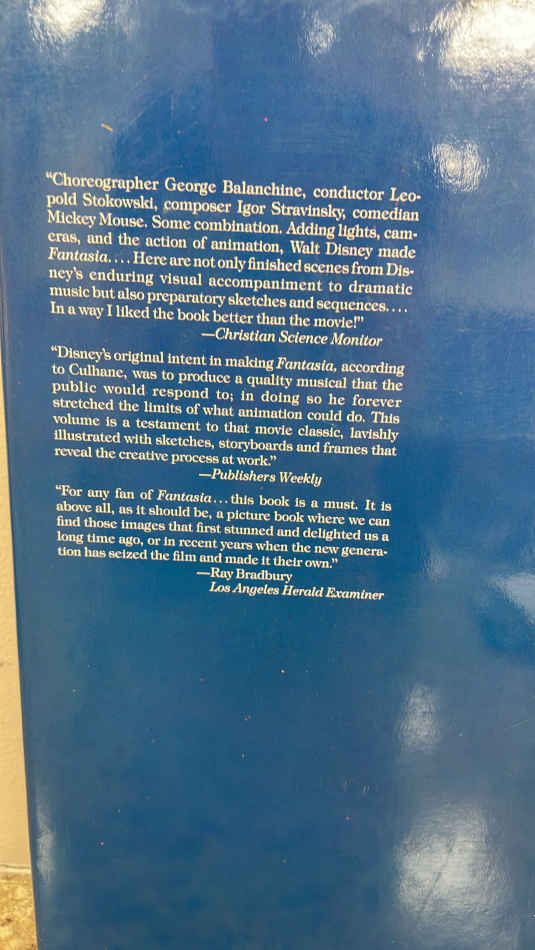 “Choreographer George Balanchine, conductor Leo-
pold Stokowski, composer Igor Stravinsky, comedian
Mickey Mouse. Some combination. Adding lights, cam-
eras, and the action of animation, Walt Disney made
Fantasia.... Here are not only finished scenes from Dis-
ney’s enduring visual accompaniment to dramatic
music but also preparatory sketches and sequences....
In a way I liked the book better than the movie!”
—Christian Science Monitor
“Disney’s original intent in making Fantasia, according
to Culhane, was to produce a quality musical that the
public would respond to; in doing so he forever
stretched the limits of what animation could do. This
volume is a testament to that movie classic, lavishly
illustrated with sketches, storyboards and frames that
reveal the creative process at work.”
—Publishers Weekly
“For any fan of Fantasia...this book is a must. It is
above all, as it should be, a picture book where we can
find those images that first stunned and delighted us a
long time ago, or in recent years when the new genera-
tion has seized the film and made it their own.”
—Ray Bradbury
Los Angeles Herald Examiner